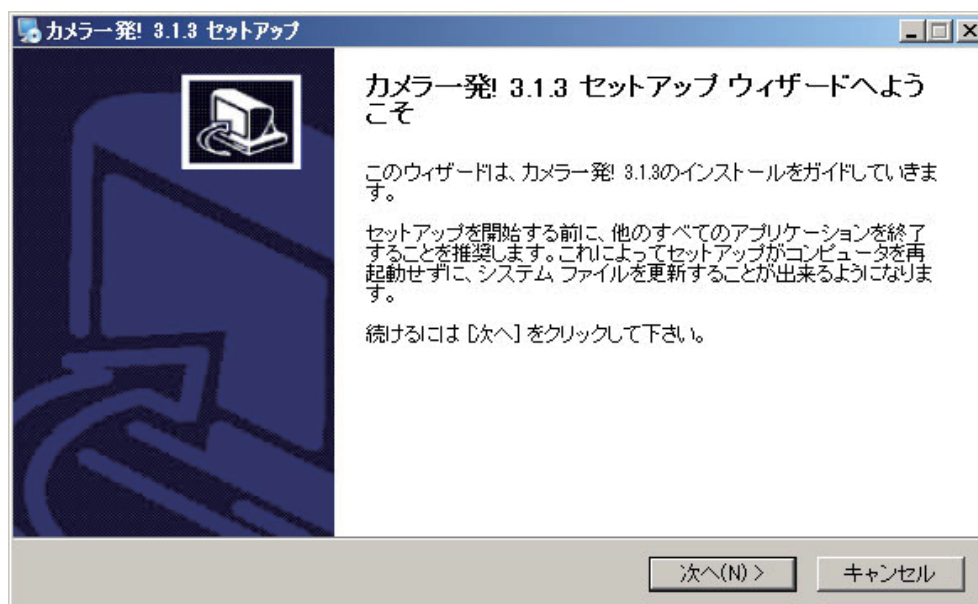 カメラ一発! 3.1.3 セットアップ
カメラ一発! 3.1.3 セットアップ ウィザードへよう
こそ
このウィザードは、カメラ一発! 3.1.3のインストールをガイドしていきま
す。
セットアップを開始する前に、他のすべてのアプリケーションを終了
することを推奨します。これによってセットアップがコンピュータを再
起動せずに、システム ファイルを更新することが出来るようになりま
す。
続けるには [次へ] をクリックして下さい。
次へ(N) > キャンセル